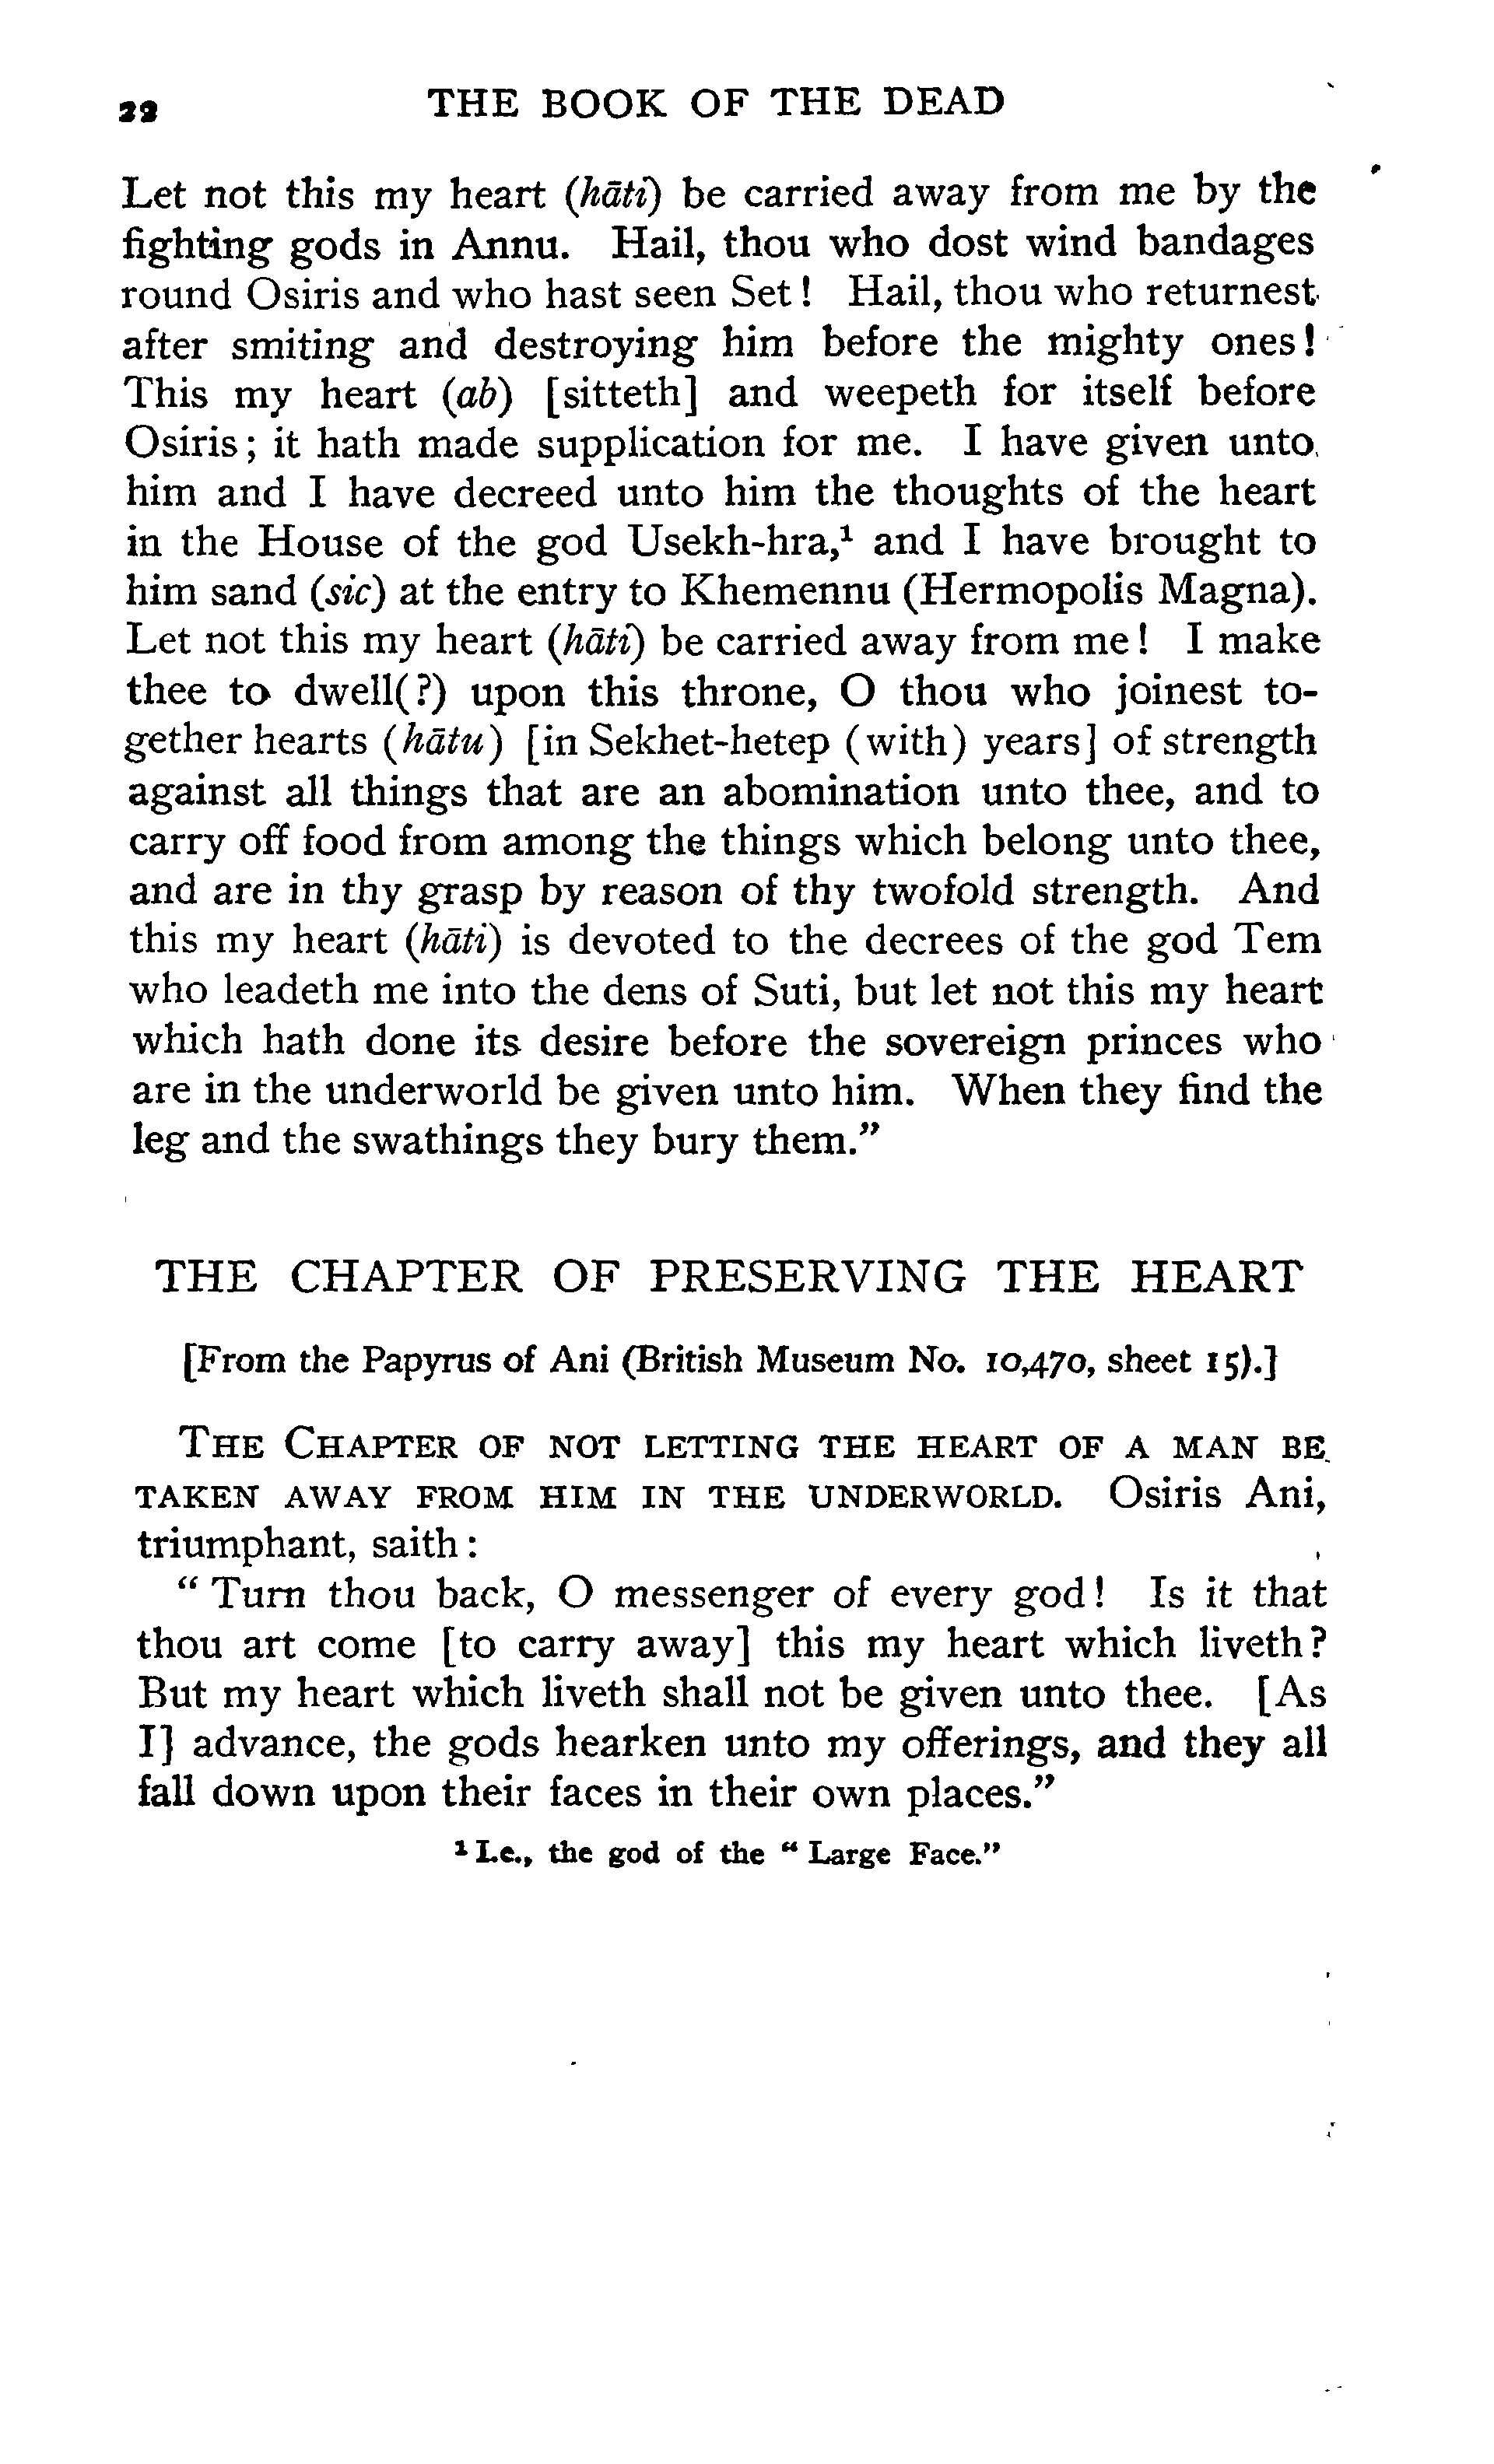 22 THE BOOK OF THE DEAD
Let not this my heart (hāti) be carried away from me by the
fighting gods in Annu. Hail, thou who dost wind bandages
round Osiris and who hast seen Set! Hail, thou who returnest
after smiting and destroying him before the mighty ones!
This my heart (ab) [sitteth] and weepeth for itself before
Osiris; it hath made supplication for me. I have given unto
him and I have decreed unto him the thoughts of the heart
in the House of the god Usekh-hra,¹ and I have brought to
him sand (sic) at the entry to Khemennu (Hermopolis Magna).
Let not this my heart (hāti) be carried away from me! I make
thee to dwell(?) upon this throne, O thou who joinest to-
gether hearts (hātu) [in Sekhet-hetep (with) years] of strength
against all things that are an abomination unto thee, and to
carry off food from among the things which belong unto thee,
and are in thy grasp by reason of thy twofold strength. And
this my heart (hāti) is devoted to the decrees of the god Tem
who leadeth me into the dens of Suti, but let not this my heart
which hath done its desire before the sovereign princes who
are in the underworld be given unto him. When they find the
leg and the swathings they bury them."
THE CHAPTER OF PRESERVING THE HEART
[From the Papyrus of Ani (British Museum No. 10,470, sheet 15).]
THE CHAPTER OF NOT LETTING THE HEART OF A MAN BE
TAKEN AWAY FROM HIM IN THE UNDERWORLD. Osiris Ani,
triumphant, saith:
"Turn thou back, O messenger of every god! Is it that
thou art come [to carry away] this my heart which liveth?
But my heart which liveth shall not be given unto thee. [As
I] advance, the gods hearken unto my offerings, and they all
fall down upon their faces in their own places."
¹ I.e., the god of the "Large Face."